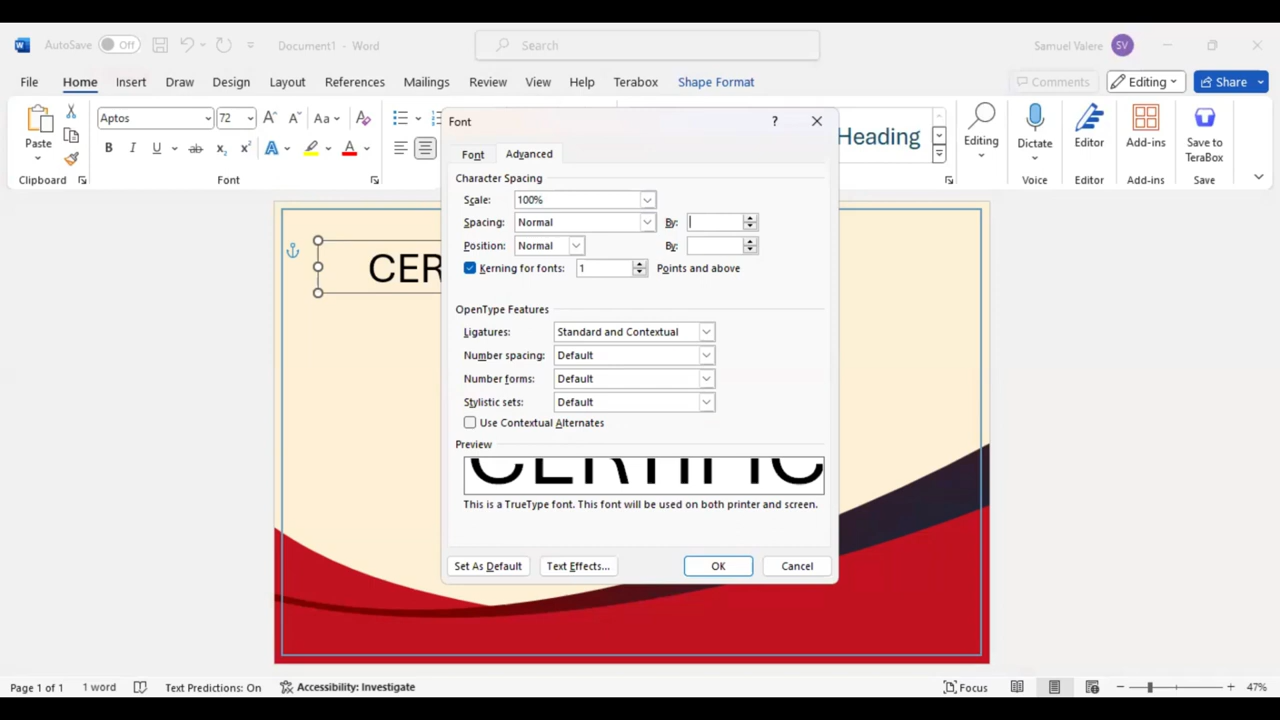 AutoSave Off Document1 - Word Search Samuel Valere SV
File Home Insert Draw Design Layout References Mailings Review View Help Terabox Shape Format Comments Editing Share
Aptos 72 Aa Heading
Paste Editing Dictate Editor Add-ins Save to TeraBox
B I U ab x₂ x² A A
Clipboard Font Voice Editor Add-ins Save
Font ?
Font Advanced
Character Spacing
Scale: 100%
Spacing: Normal By:
Position: Normal By:
Kerning for fonts: 1 Points and above
CER
OpenType Features
Ligatures: Standard and Contextual
Number spacing: Default
Number forms: Default
Stylistic sets: Default
Use Contextual Alternates
Preview
CERTIFIC
This is a TrueType font. This font will be used on both printer and screen.
Set As Default Text Effects... OK Cancel
Page 1 of 1 1 word Text Predictions: On Accessibility: Investigate Focus 47%